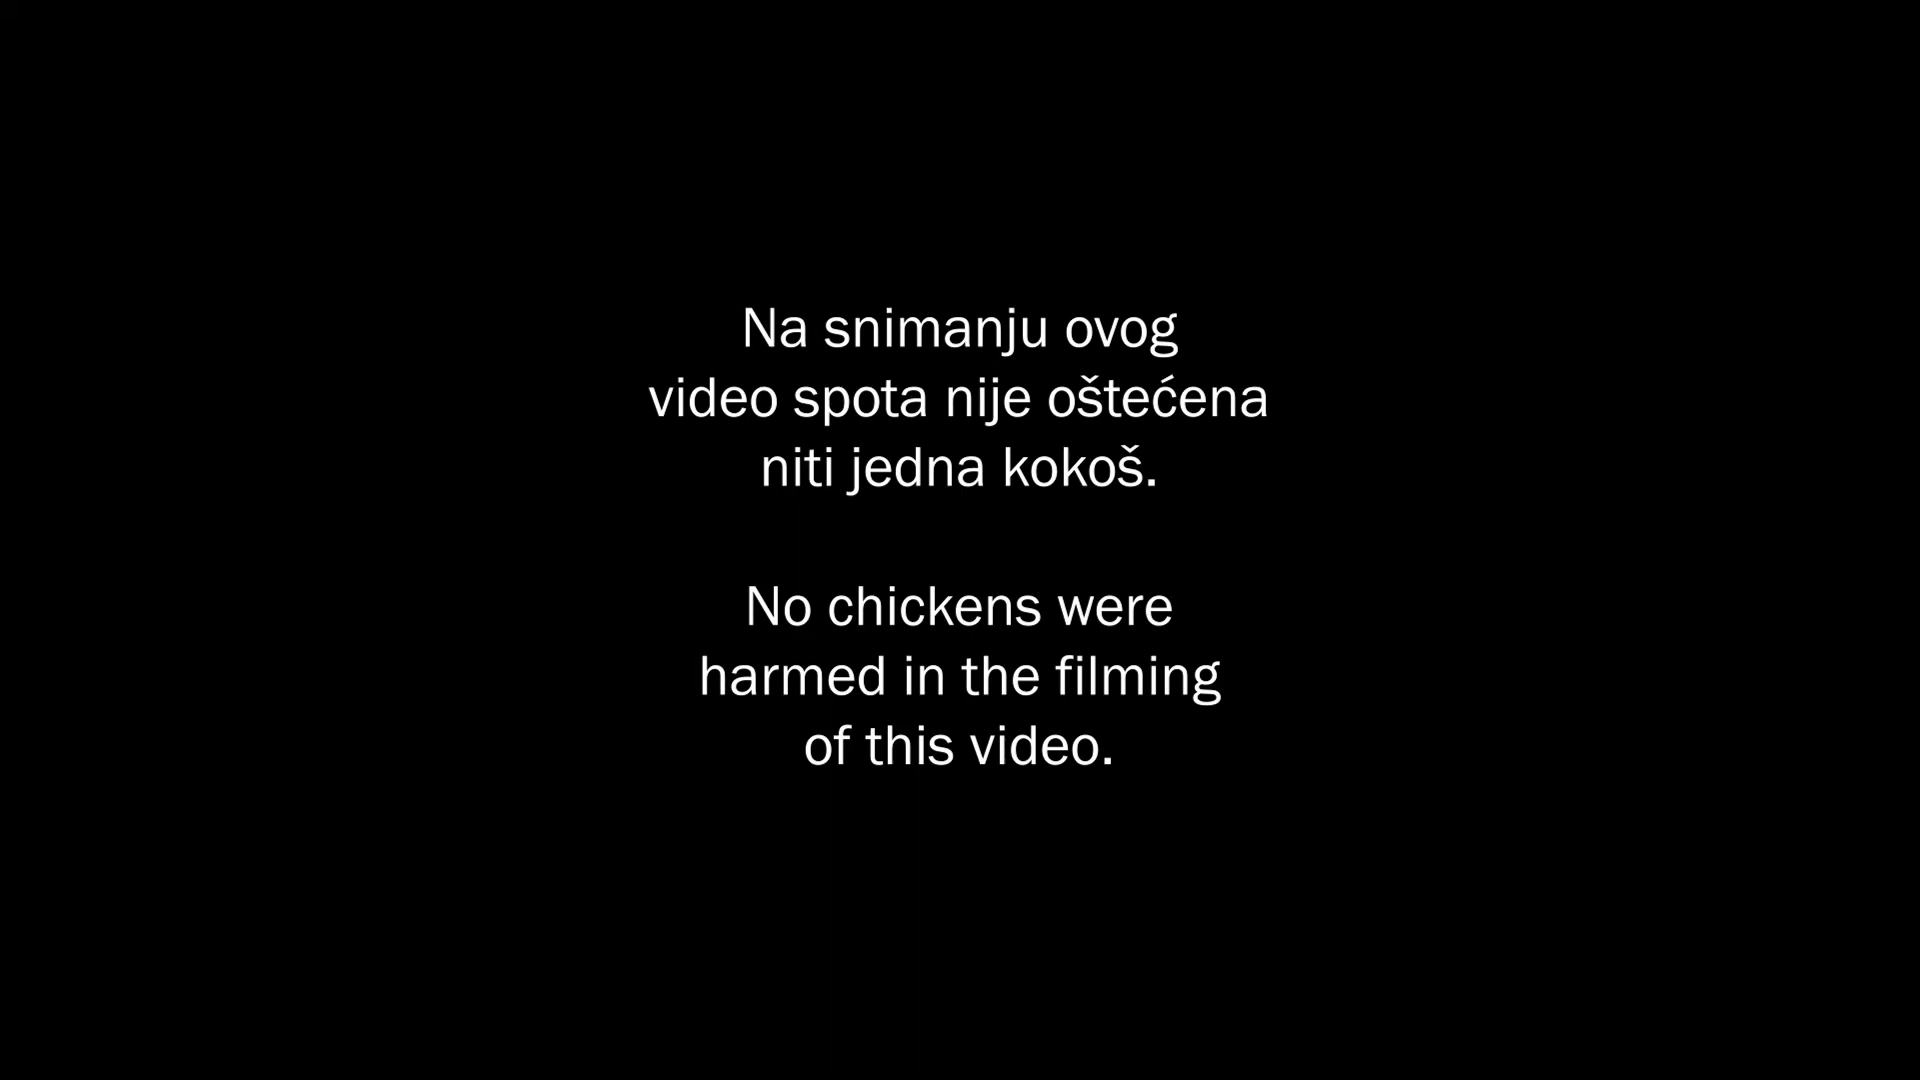 Na snimanju ovog
video spota nije oštećena
niti jedna kokoš.
No chickens were
harmed in the filming
of this video.